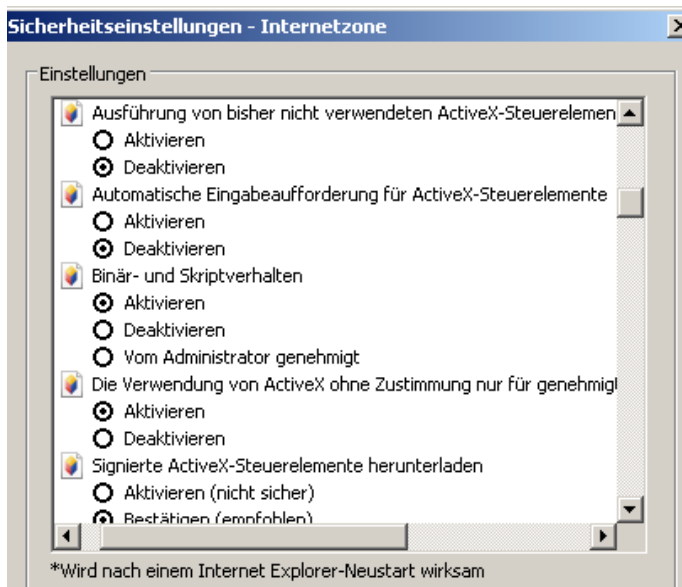 Sicherheitseinstellungen - Internetzone
Einstellungen
Ausführung von bisher nicht verwendeten ActiveX-Steuerelemen
Aktivieren
Deaktivieren
Automatische Eingabeaufforderung für ActiveX-Steuerelemente
Aktivieren
Deaktivieren
Binär- und Skriptverhalten
Aktivieren
Deaktivieren
Vom Administrator genehmigt
Die Verwendung von ActiveX ohne Zustimmung nur für genehmigt
Aktivieren
Deaktivieren
Signierte ActiveX-Steuerelemente herunterladen
Aktivieren (nicht sicher)
Bestätigen (empfohlen)
*Wird nach einem Internet Explorer-Neustart wirksam